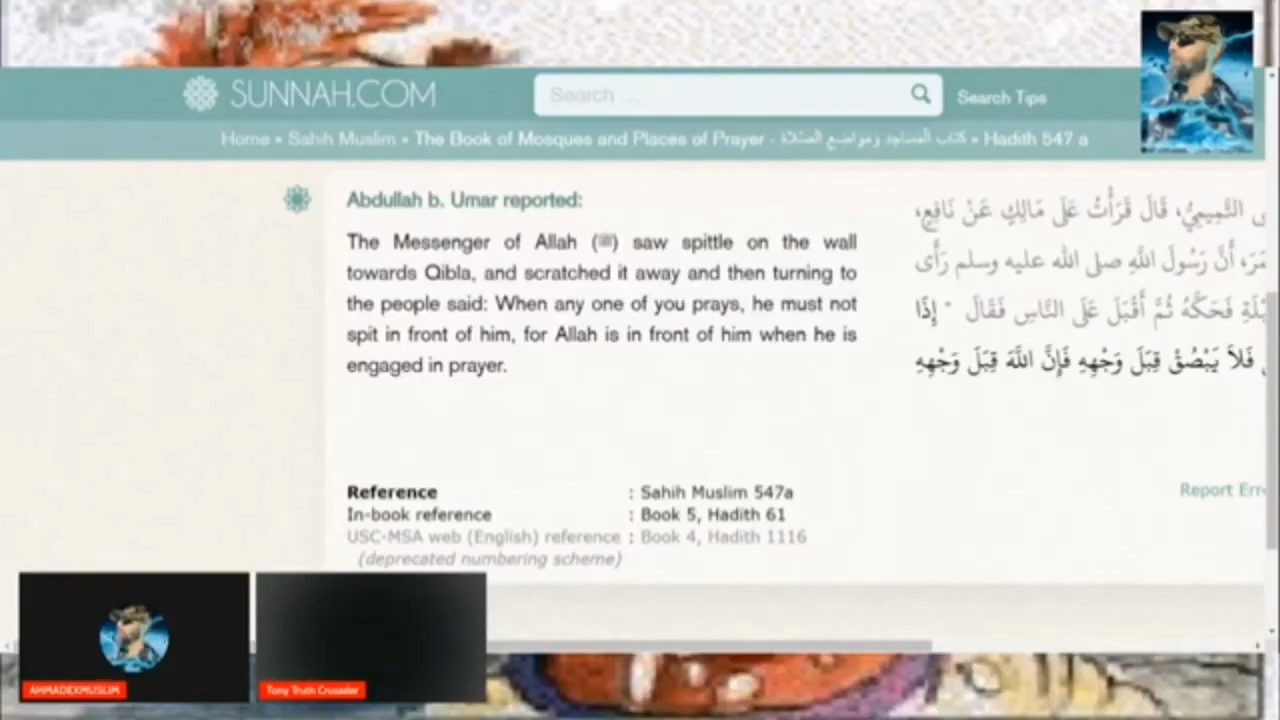 SUNNAH.COM
Search ...
Search Tips
Home » Sahih Muslim » The Book of Mosques and Places of Prayer - كتاب المساجد ومواضع الصلاة » Hadith 547 a
Abdullah b. Umar reported:
The Messenger of Allah (ﷺ) saw spittle on the wall
towards Qibla, and scratched it away and then turning to
the people said: When any one of you prays, he must not
spit in front of him, for Allah is in front of him when he is
engaged in prayer.
التَّمِيمِيُّ، قَالَ قَرَأْتُ عَلَى مَالِكٍ عَنْ نَافِعٍ،
أَنَّ رَسُولَ اللَّهِ صلى الله عليه وسلم رَأَى
فَحَكَّهُ ثُمَّ أَقْبَلَ عَلَى النَّاسِ فَقَالَ ‏"‏ إِذَا
فَلاَ يَبْصُقْ قِبَلَ وَجْهِهِ فَإِنَّ اللَّهَ قِبَلَ وَجْهِهِ
Reference : Sahih Muslim 547a
In-book reference : Book 5, Hadith 61
USC-MSA web (English) reference : Book 4, Hadith 1116
(deprecated numbering scheme)
Report Err
AHMADEXMUSLIM
Tony Truth Crusader